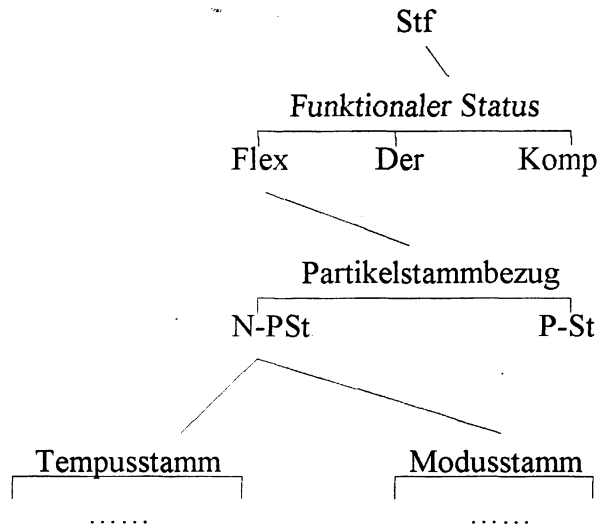 Stf
Funktionaler Status
Flex Der Komp
Partikelstammbezug
N-PSt P-St
Tempusstamm Modusstamm
...... ......